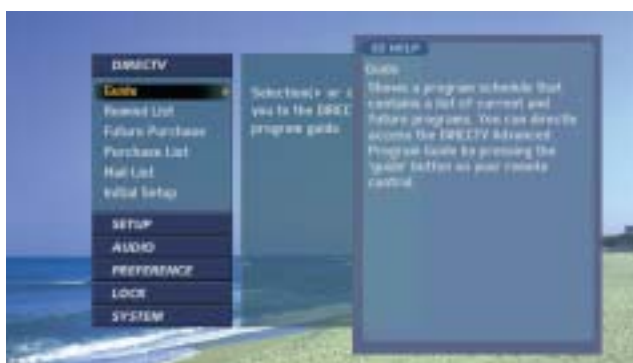 DIRECTV
Guide
Remind List
Future Purchase
Purchase List
Mail List
Initial Setup
SETUP
AUDIO
PREFERENCE
LOCK
SYSTEM
Selection(▸ or
you to the DIREC
program guide
HELP
Guide
Shows a program schedule that
contains a list of current and
future programs. You can directly
access the DIRECTV Advanced
Program Guide by pressing the
'guide' button on your remote
control.